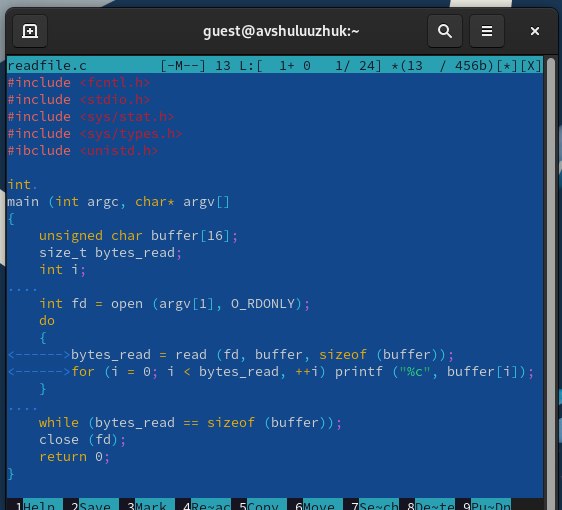 guest@avshuluuzhuk:~
readfile.c [-M--] 13 L:[ 1+ 0 1/ 24] *(13 / 456b)[*][X]
#include <fcntl.h>
#include <stdio.h>
#include <sys/stat.h>
#include <sys/types.h>
#ibclude <unistd.h>
int.
main (int argc, char* argv[]
{
unsigned char buffer[16];
size_t bytes_read;
int i;
....
int fd = open (argv[1], O_RDONLY);
do
{
<------>bytes_read = read (fd, buffer, sizeof (buffer));
<------>for (i = 0; i < bytes_read, ++i) printf ("%c", buffer[i]);
}
....
while (bytes_read == sizeof (buffer));
close (fd);
return 0;
}
1Help 2Save 3Mark 4Re~ac 5Copy 6Move 7Se~ch 8De~te 9Pu~Dn